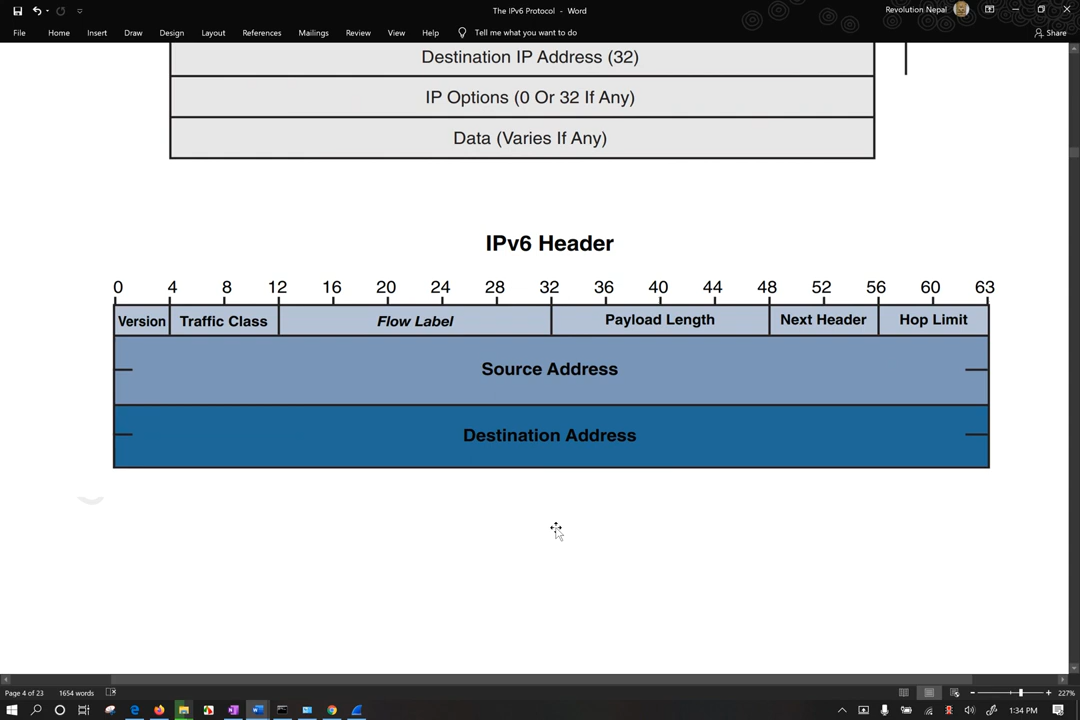 The IPv6 Protocol - Word
Revolution Nepal
File Home Insert Draw Design Layout References Mailings Review View Help Tell me what you want to do Share
Destination IP Address (32)
IP Options (0 Or 32 If Any)
Data (Varies If Any)
IPv6 Header
0 4 8 12 16 20 24 28 32 36 40 44 48 52 56 60 63
Version Traffic Class Flow Label Payload Length Next Header Hop Limit
Source Address
Destination Address
Page 4 of 23 1654 words 227%
1:34 PM